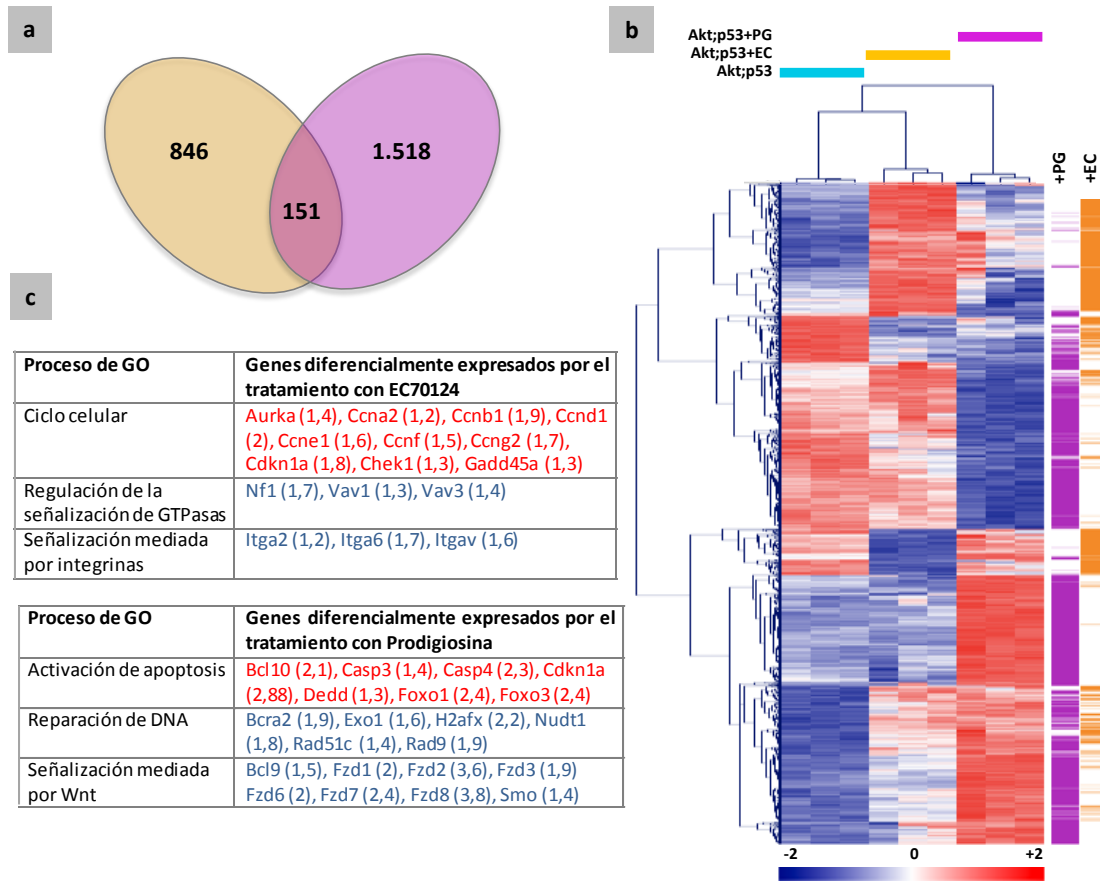 a
846
151
1.518
b
Akt;p53+PG
Akt;p53+EC
Akt;p53
+PG
+EC
-2
0
+2
c
Proceso de GO
Genes diferencialmente expresados por el
tratamiento con EC70124
Ciclo celular
Aurka (1,4), Ccna2 (1,2), Ccnb1 (1,9), Ccnd1
(2), Ccne1 (1,6), Ccnf (1,5), Ccng2 (1,7),
Cdkn1a (1,8), Chek1 (1,3), Gadd45a (1,3)
Regulación de la
señalización de GTPasas
Nf1 (1,7), Vav1 (1,3), Vav3 (1,4)
Señalización mediada
por integrinas
Itga2 (1,2), Itga6 (1,7), Itgav (1,6)
Proceso de GO
Genes diferencialmente expresados por el
tratamiento con Prodigiosina
Activación de apoptosis
Bcl10 (2,1), Casp3 (1,4), Casp4 (2,3), Cdkn1a
(2,88), Dedd (1,3), Foxo1 (2,4), Foxo3 (2,4)
Reparación de DNA
Bcra2 (1,9), Exo1 (1,6), H2afx (2,2), Nudt1
(1,8), Rad51c (1,4), Rad9 (1,9)
Señalización mediada
por Wnt
Bcl9 (1,5), Fzd1 (2), Fzd2 (3,6), Fzd3 (1,9)
Fzd6 (2), Fzd7 (2,4), Fzd8 (3,8), Smo (1,4)